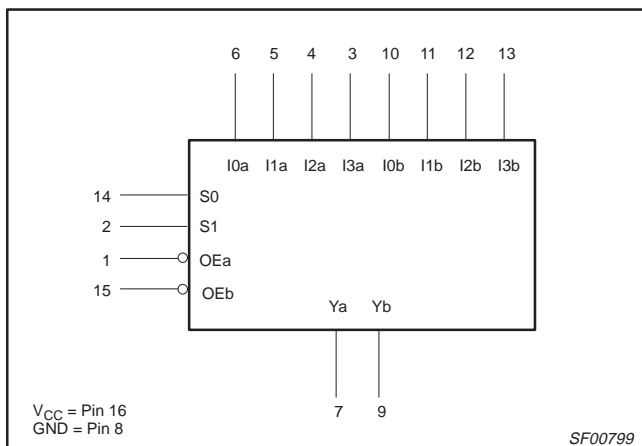 6 5 4 3 10 11 12 13
I0a I1a I2a I3a I0b I1b I2b I3b
14 S0
2 S1
1 OEa
15 OEb
Ya Yb
7 9
VCC = Pin 16
GND = Pin 8
SF00799